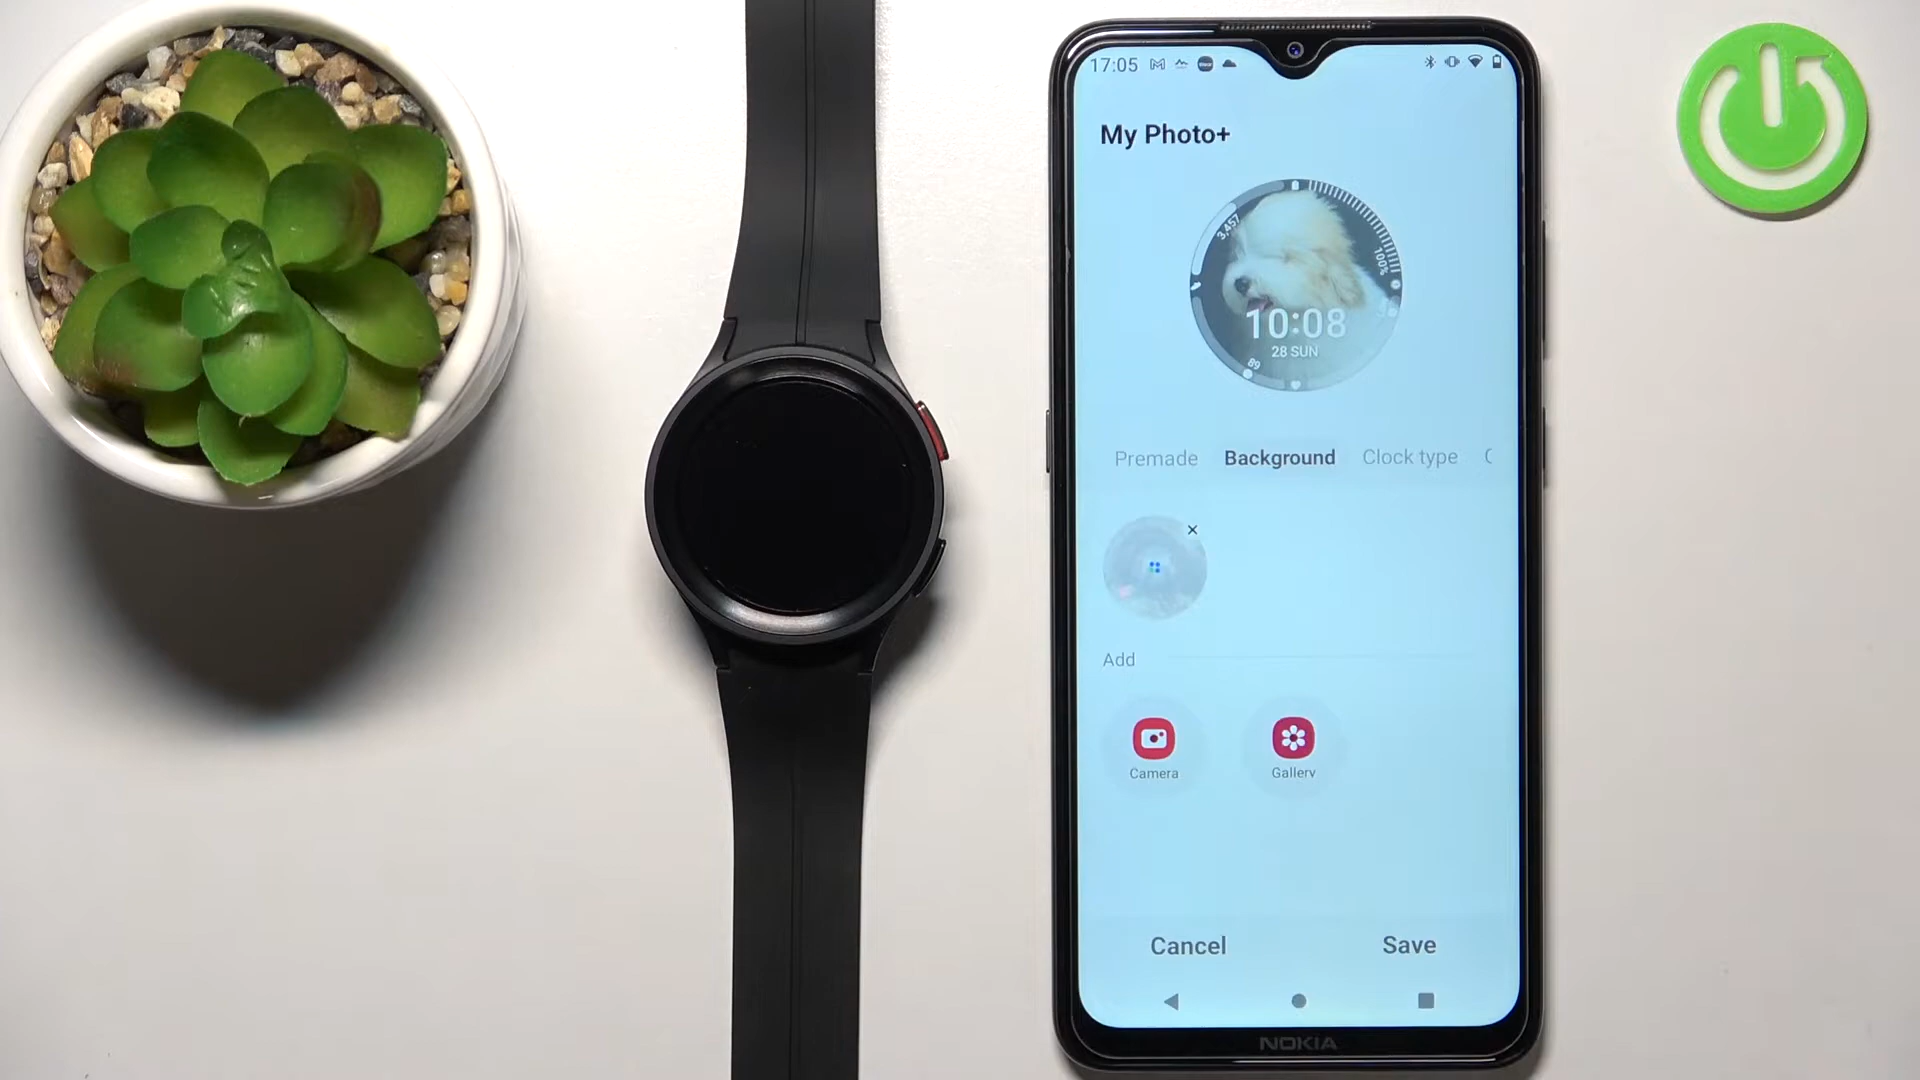 17:05
My Photo+
3,457
100%
10:08
28 SUN
89
Premade Background Clock type
Add
Camera Gallery
Cancel Save
NOKIA